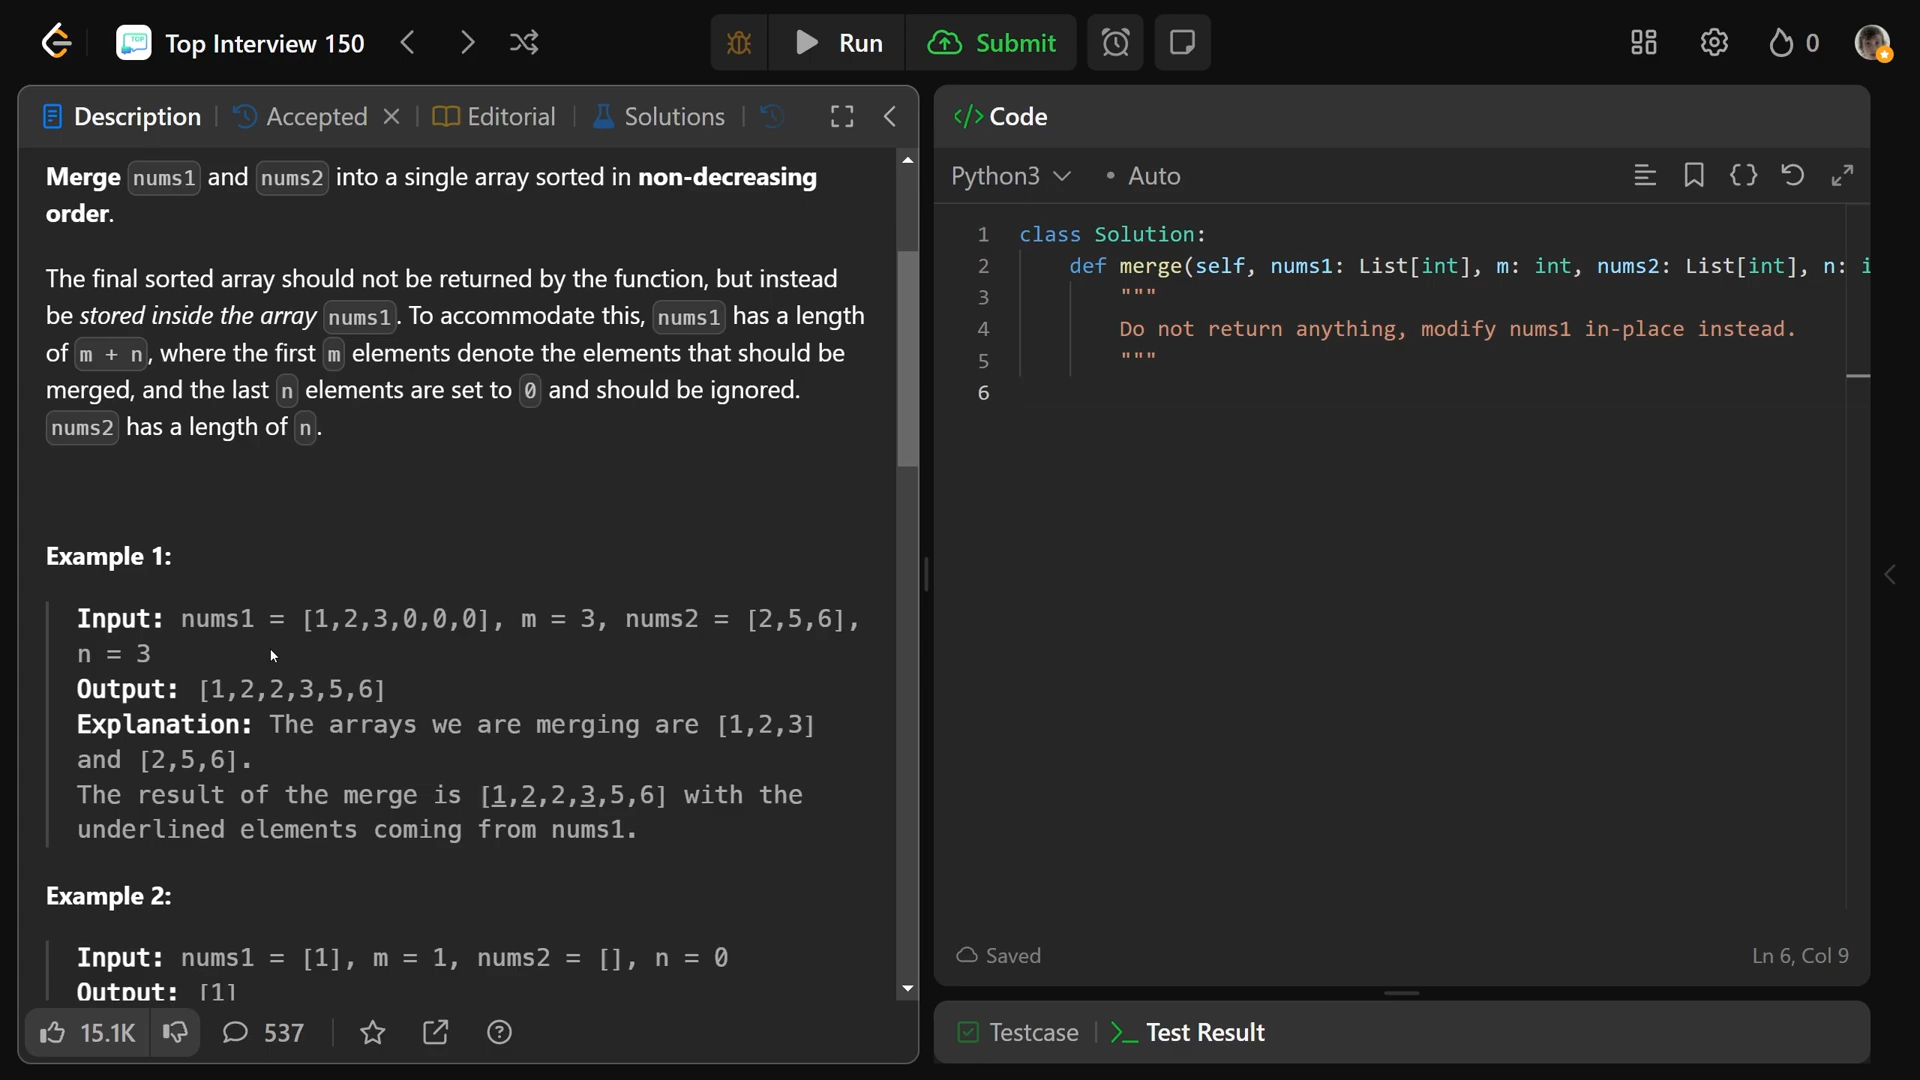 Top Interview 150
Run
Submit
0
Description
Accepted
Editorial
Solutions
Merge nums1 and nums2 into a single array sorted in non-decreasing
order.
The final sorted array should not be returned by the function, but instead
be stored inside the array nums1. To accommodate this, nums1 has a length
of m + n, where the first m elements denote the elements that should be
merged, and the last n elements are set to 0 and should be ignored.
nums2 has a length of n.
Example 1:
Input: nums1 = [1,2,3,0,0,0], m = 3, nums2 = [2,5,6],
n = 3
Output: [1,2,2,3,5,6]
Explanation: The arrays we are merging are [1,2,3]
and [2,5,6].
The result of the merge is [1,2,2,3,5,6] with the
underlined elements coming from nums1.
Example 2:
Input: nums1 = [1], m = 1, nums2 = [], n = 0
Output: [1]
15.1K
537
</> Code
Python3
• Auto
1 class Solution:
2 def merge(self, nums1: List[int], m: int, nums2: List[int], n: i
3 """
4 Do not return anything, modify nums1 in-place instead.
5 """
6
Saved
Ln 6, Col 9
Testcase
>_ Test Result